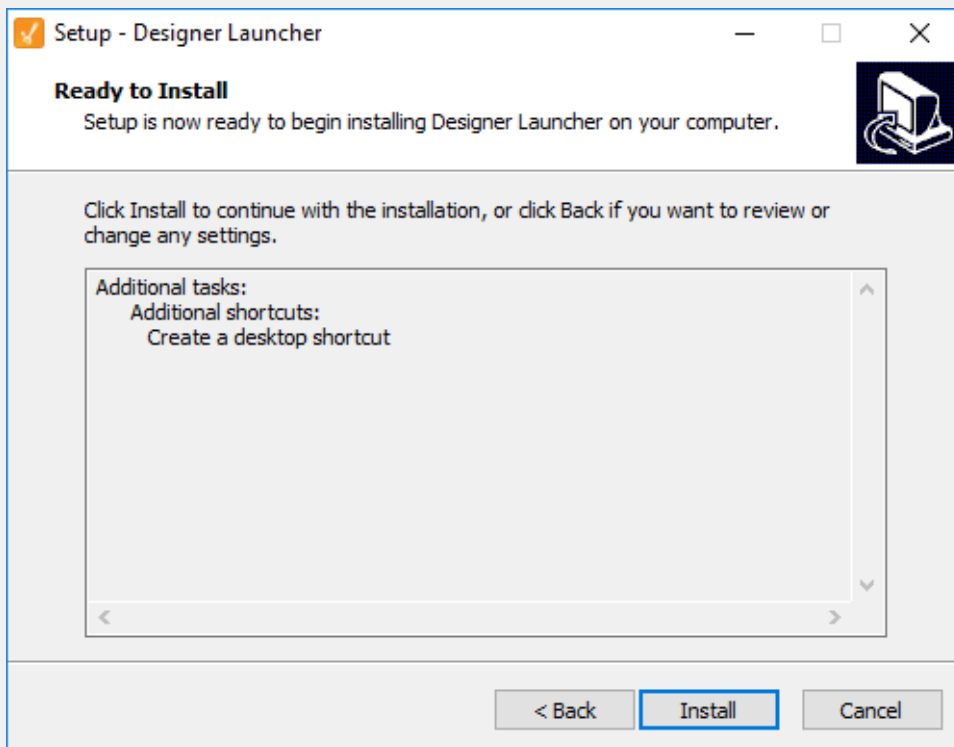 Setup - Designer Launcher
Ready to Install
Setup is now ready to begin installing Designer Launcher on your computer.
Click Install to continue with the installation, or click Back if you want to review or
change any settings.
Additional tasks:
Additional shortcuts:
Create a desktop shortcut
< Back
Install
Cancel